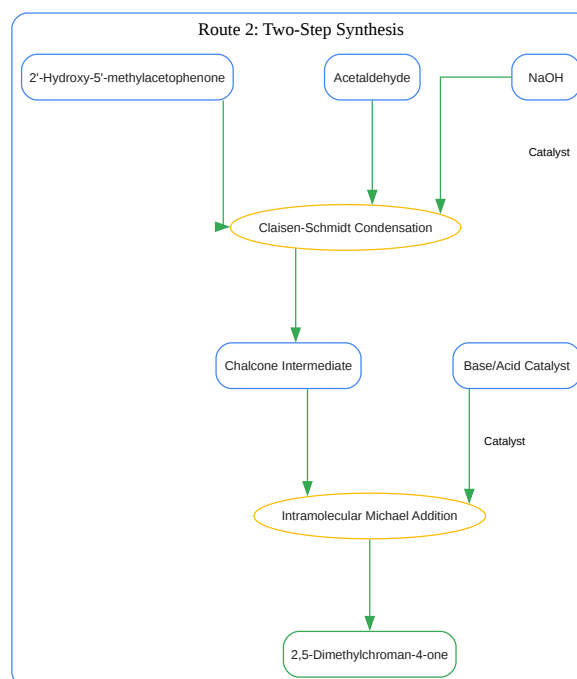 Route 2: Two-Step Synthesis
2'-Hydroxy-5'-methylacetophenone
Acetaldehyde
NaOH
Catalyst
Claisen-Schmidt Condensation
Chalcone Intermediate
Base/Acid Catalyst
Catalyst
Intramolecular Michael Addition
2,5-Dimethylchroman-4-one